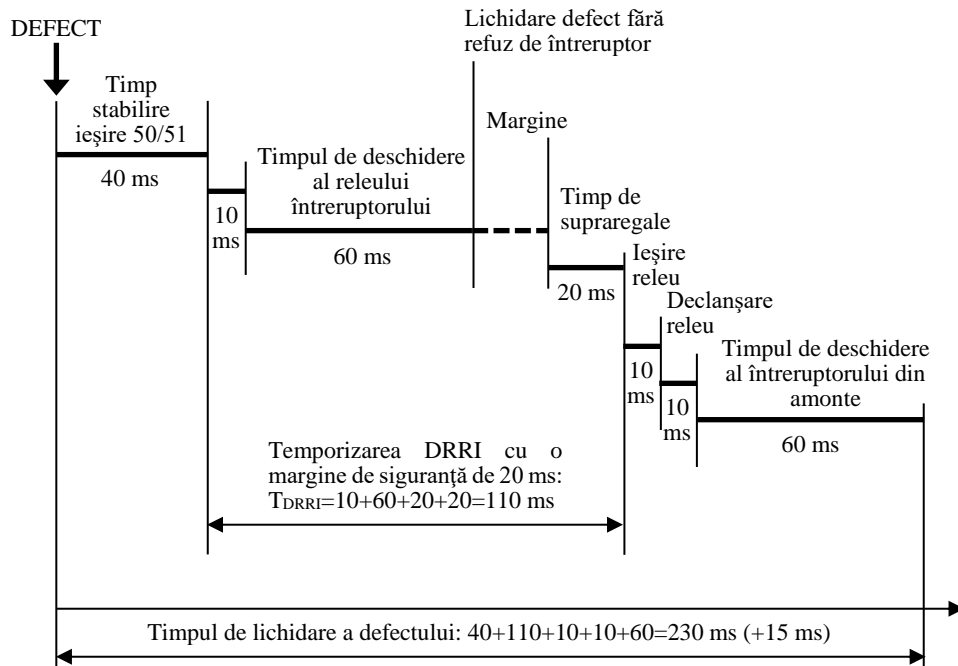 DEFECT
Timp
stabilire
ieşire 50/51
40 ms
10
ms
Timpul de deschidere
al releului
întreruptorului
60 ms
Lichidare defect fără
refuz de întreruptor
Margine
Timp de
supraregale
20 ms
Ieşire
releu
10
ms
Declanşare
releu
10
ms
Timpul de deschidere
al întreruptorului din
amonte
60 ms
Temporizarea DRRI cu o
margine de siguranţă de 20 ms:
TDRRI=10+60+20+20=110 ms
Timpul de lichidare a defectului: 40+110+10+10+60=230 ms (+15 ms)